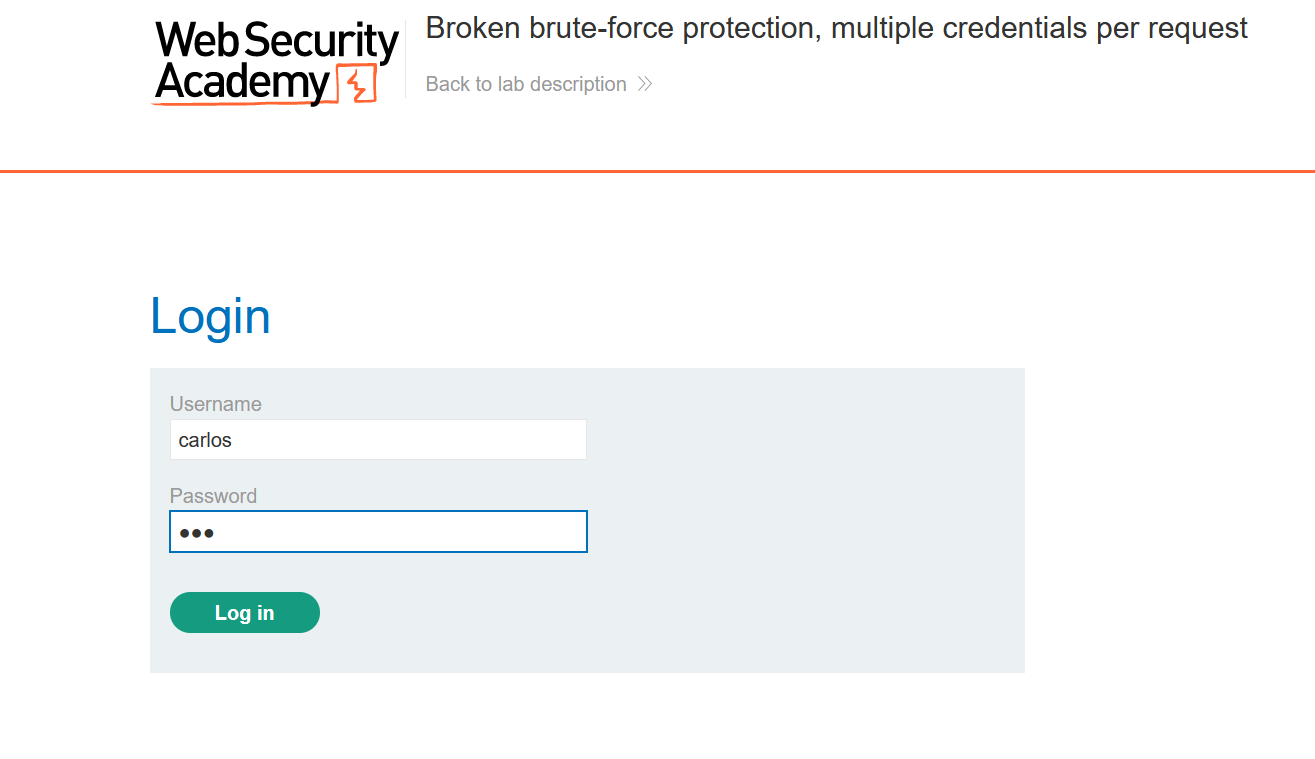 Web Security
Academy
Broken brute-force protection, multiple credentials per request
Back to lab description
Login
Username
carlos
Password
•••
Log in